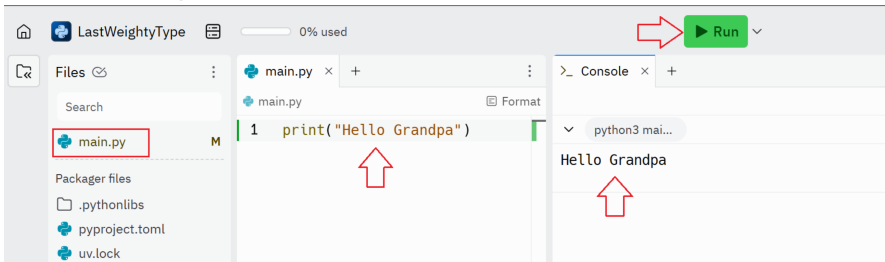 LastWeightyType
0% used
Run
Files
main.py
Console
Search
main.py
Format
main.py
M
1 print("Hello Grandpa")
python3 mai...
Hello Grandpa
Packager files
.pythonlibs
pyproject.toml
uv.lock